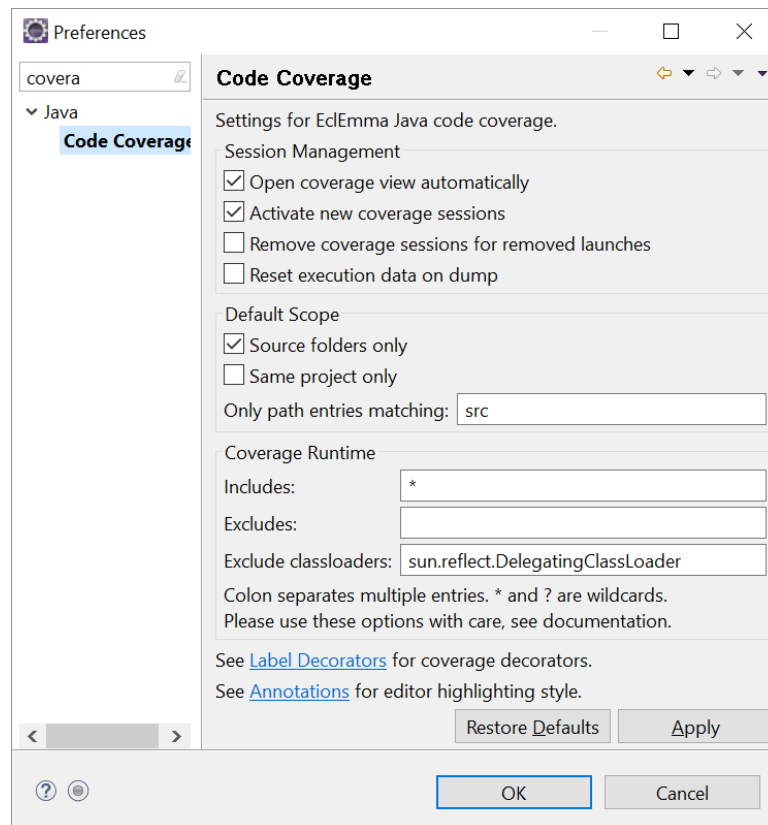 Preferences
covera
Code Coverage
Java
Code Coverage
Settings for EclEmma Java code coverage.
Session Management
Open coverage view automatically
Activate new coverage sessions
Remove coverage sessions for removed launches
Reset execution data on dump
Default Scope
Source folders only
Same project only
Only path entries matching: src
Coverage Runtime
Includes: *
Excludes:
Exclude classloaders: sun.reflect.DelegatingClassLoader
Colon separates multiple entries. * and ? are wildcards.
Please use these options with care, see documentation.
See Label Decorators for coverage decorators.
See Annotations for editor highlighting style.
Restore Defaults Apply
OK Cancel